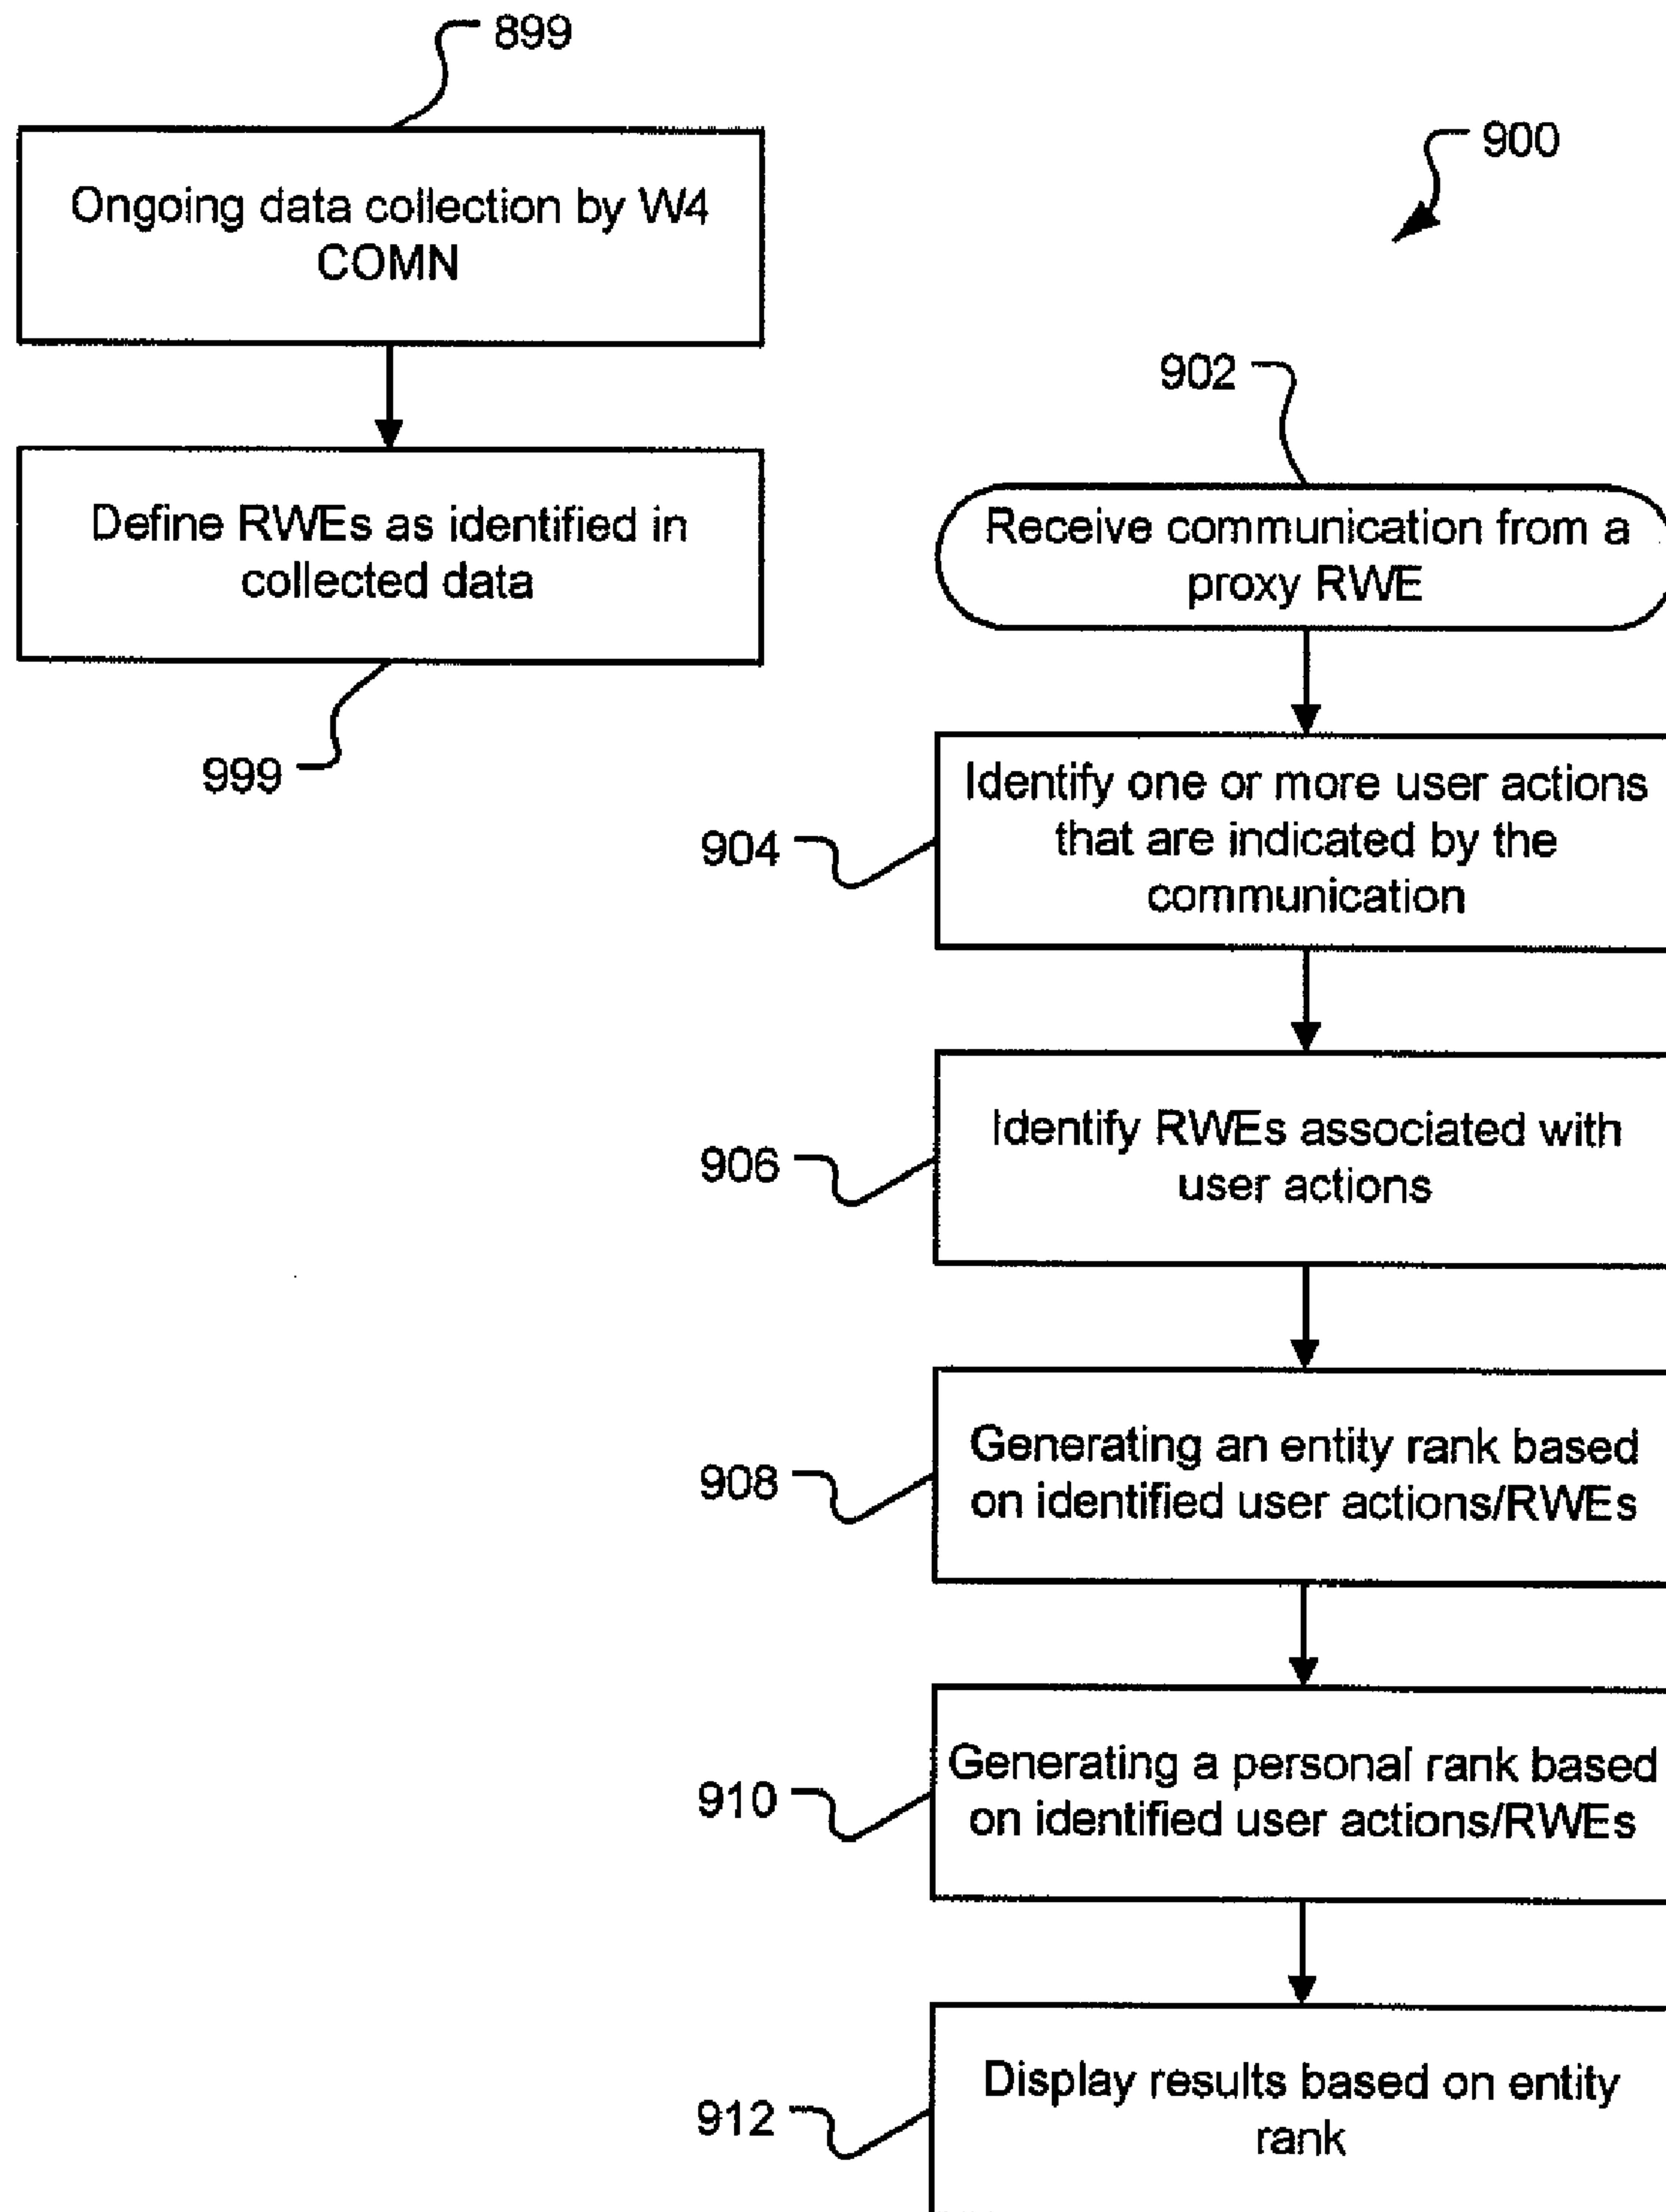 899
Ongoing data collection by W4
COMN
900
Define RWEs as identified in
collected data
999
902
Receive communication from a
proxy RWE
904
Identify one or more user actions
that are indicated by the
communication
906
Identify RWEs associated with
user actions
908
Generating an entity rank based
on identified user actions/RWEs
910
Generating a personal rank based
on identified user actions/RWEs
912
Display results based on entity
rank